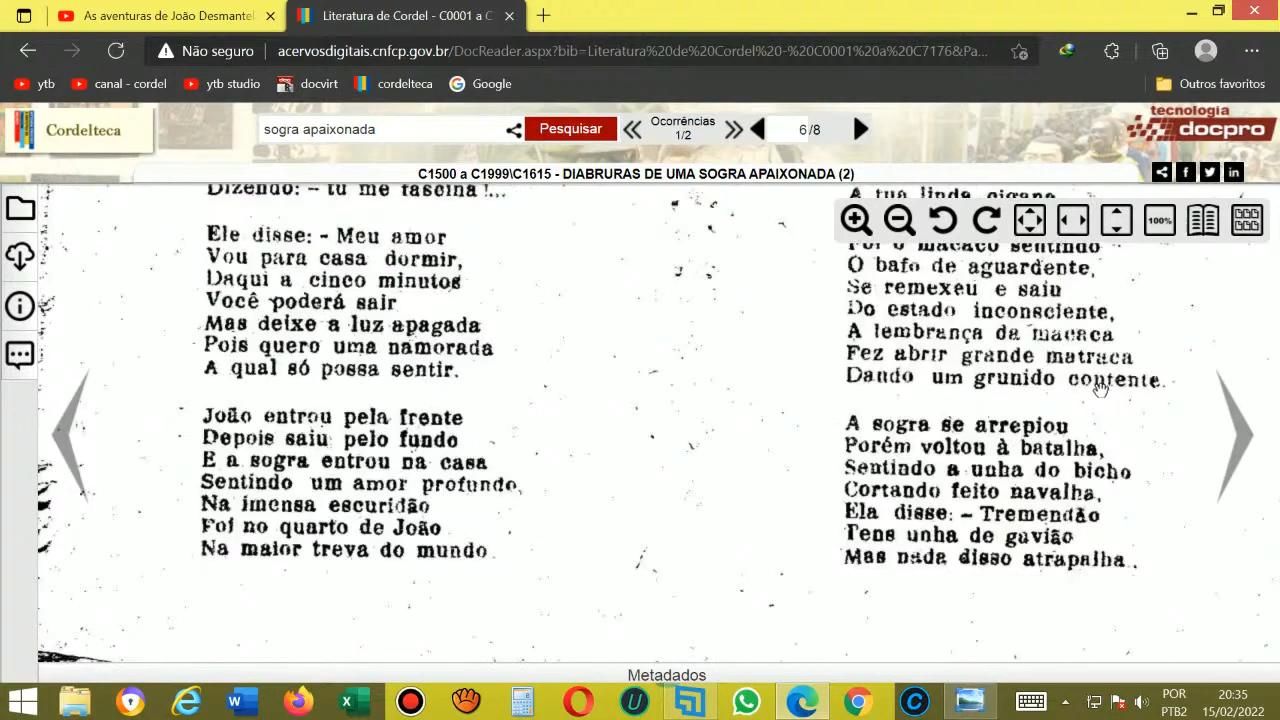 As aventuras de João Desmantel
Literatura de Cordel - C0001 a C
Não seguro
acervosdigitais.cnfcp.gov.br/DocReader.aspx?bib=Literatura%20de%20Cordel%20-%20C0001%20a%20C7176&Pa...
ytb
canal - cordel
ytb studio
docvirt
cordelteca
Google
Outros favoritos
Cordelteca
sogra apaixonada
Pesquisar
Ocorrências
1/2
6 /8
tecnologia
docpro
C1500 a C1999\C1615 - DIABRURAS DE UMA SOGRA APAIXONADA (2)
100%
Dizendo: – tu me fascina!...
Ele disse: – Meu amor
Vou para casa dormir,
Daqui a cinco minutos
Você poderá sair
Mas deixe a luz apagada
Pois quero uma namorada
A qual só possa sentir.
João entrou pela frente
Depois saiu pelo fundo
E a sogra entrou na casa
Sentindo um amor profundo,
Na imensa escuridão
Foi no quarto de João
Na maior treva do mundo
A tua linda cigana
Foi o macaco sentindo
O bafo de aguardente,
Se remexeu e saiu
Do estado inconsciente,
A lembrança da macaca
Fez abrir grande matraca
Dando um grunido contente.
A sogra se arrepiou
Porém voltou à batalha,
Sentindo a unha do bicho
Cortando feito navalha,
Ela disse: – Tremendão
Tens unha de gavião
Mas nada disso atrapalha.
Metadados
POR
PTB2
20:35
15/02/2022